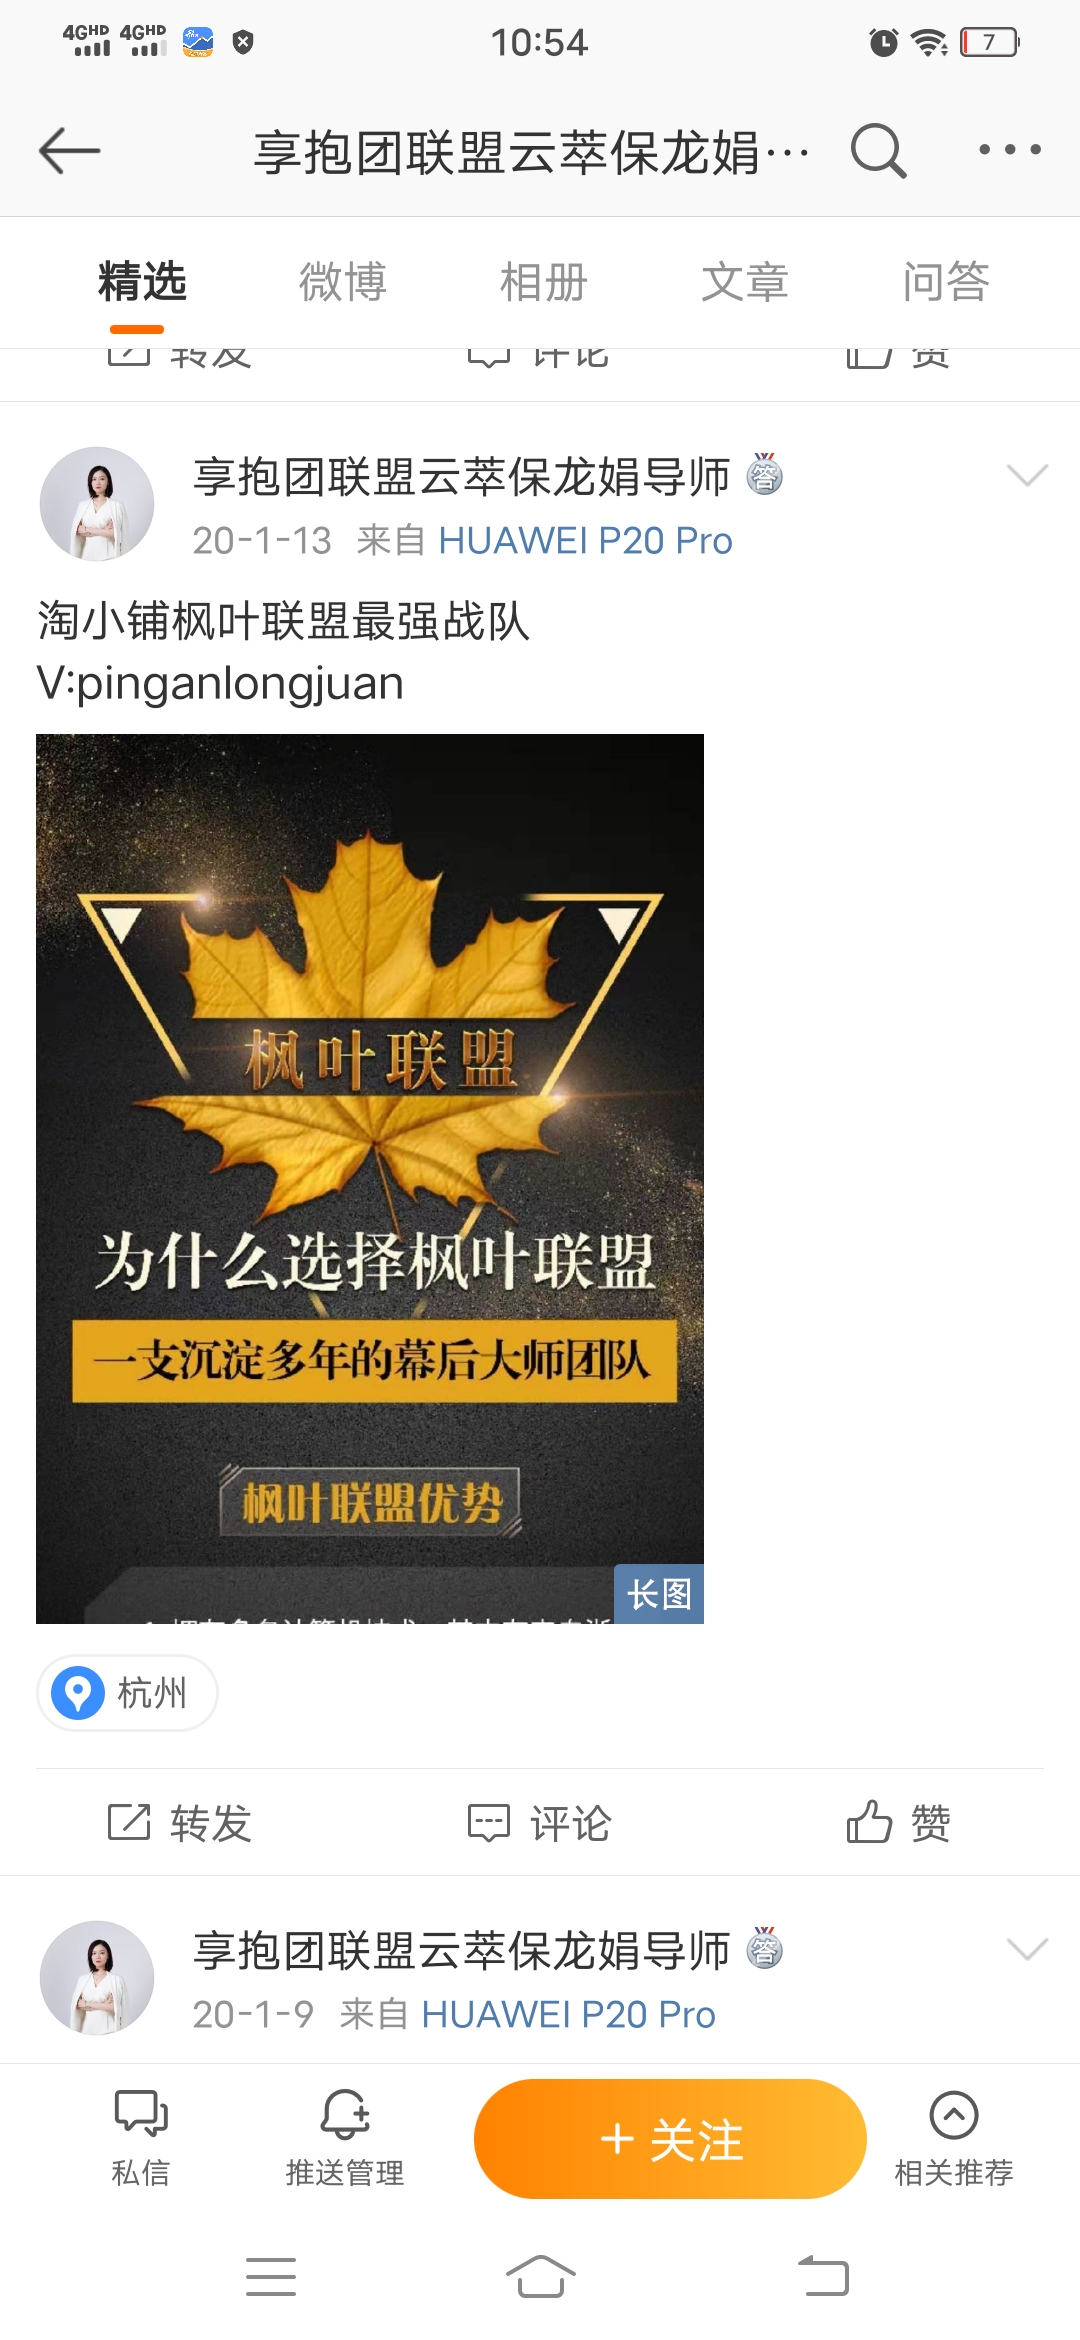 4GHD 4GHD 10:54 7
享抱团联盟云萃保龙娟…
精选 微博 相册 文章 问答
转发 评论 赞
享抱团联盟云萃保龙娟导师 答
20-1-13 来自 HUAWEI P20 Pro
淘小铺枫叶联盟最强战队
V:pinganlongjuan
枫叶联盟
为什么选择枫叶联盟
一支沉淀多年的幕后大师团队
枫叶联盟优势
长图
杭州
转发 评论 赞
享抱团联盟云萃保龙娟导师 答
20-1-9 来自 HUAWEI P20 Pro
私信 推送管理 +关注 相关推荐